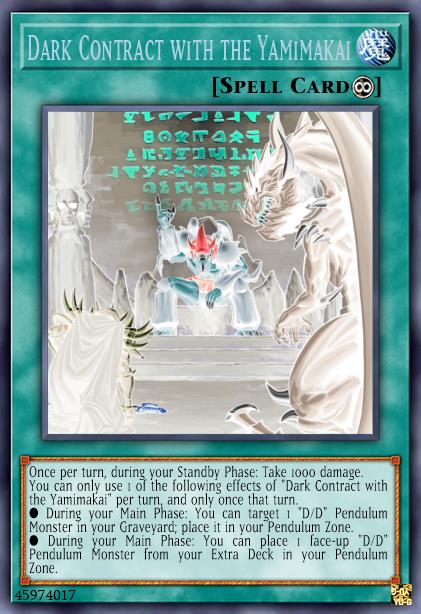 DARK CONTRACT WITH THE YAMIMAKAI 魔
[SPELL CARD]
Once per turn, during your Standby Phase: Take 1000 damage.
You can only use 1 of the following effects of "Dark Contract with
the Yamimakai" per turn, and only once that turn.
● During your Main Phase: You can target 1 "D/D" Pendulum
Monster in your Graveyard; place it in your Pendulum Zone.
● During your Main Phase: You can place 1 face-up "D/D"
Pendulum Monster from your Extra Deck in your Pendulum
Zone.
45974017